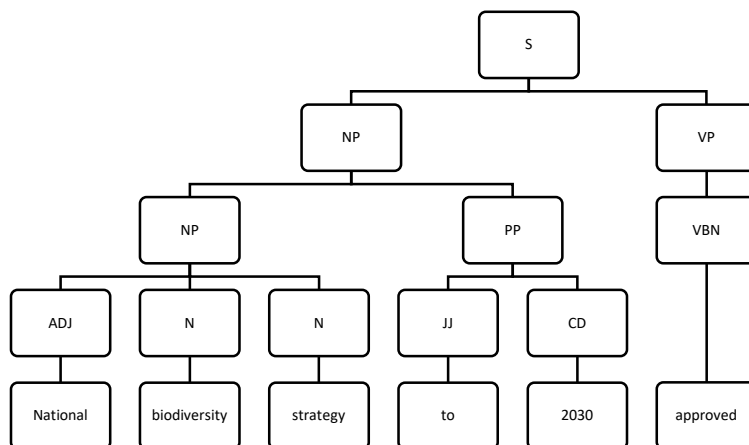 S
NP VP
NP PP VBN
ADJ N N JJ CD
National biodiversity strategy to 2030 approved